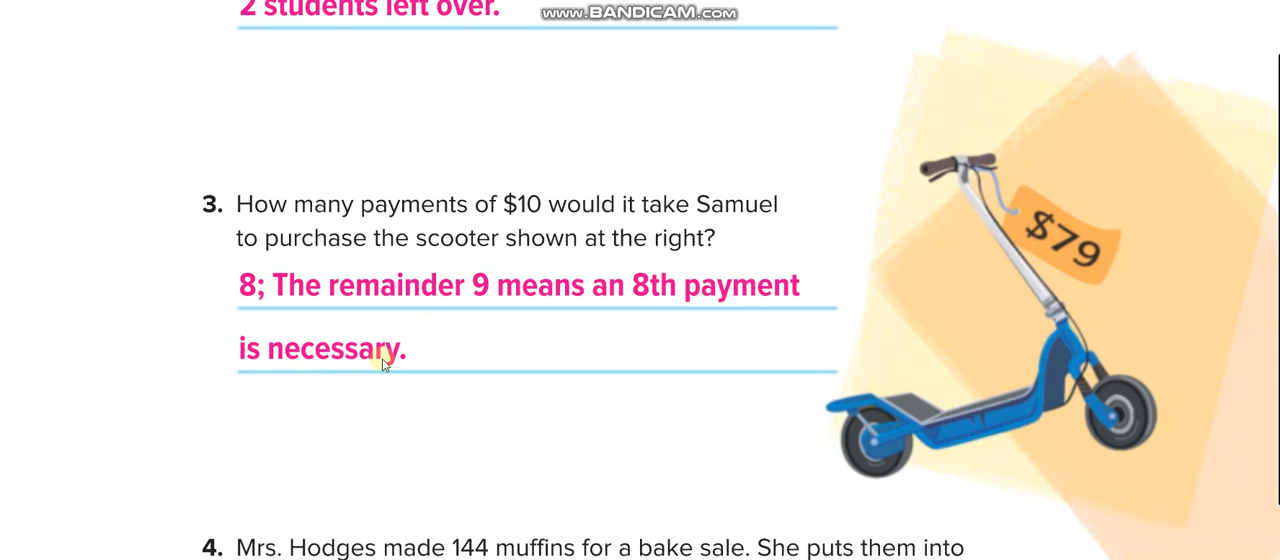 www.BANDICAM.com
2 students left over.
3. How many payments of $10 would it take Samuel
to purchase the scooter shown at the right?
$79
8; The remainder 9 means an 8th payment
is necessary.
4. Mrs. Hodges made 144 muffins for a bake sale. She puts them into